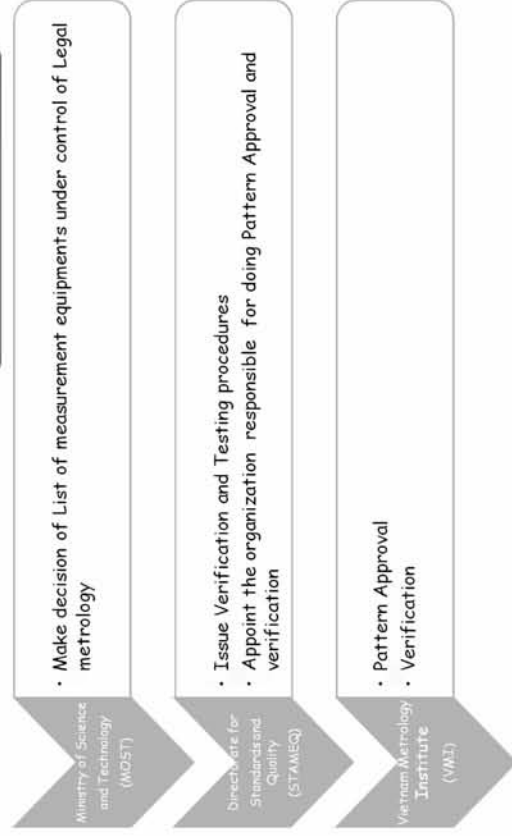 Ministry of Science
and Technology
(MOST)
· Make decision of List of measurement equipments under control of Legal
metrology
Directorate for
Standards and
Quality
(STAMEQ)
· Issue Verification and Testing procedures
· Appoint the organization responsible for doing Pattern Approval and
verification
Vietnam Metrology
Institute
(VMI)
· Pattern Approval
· Verification